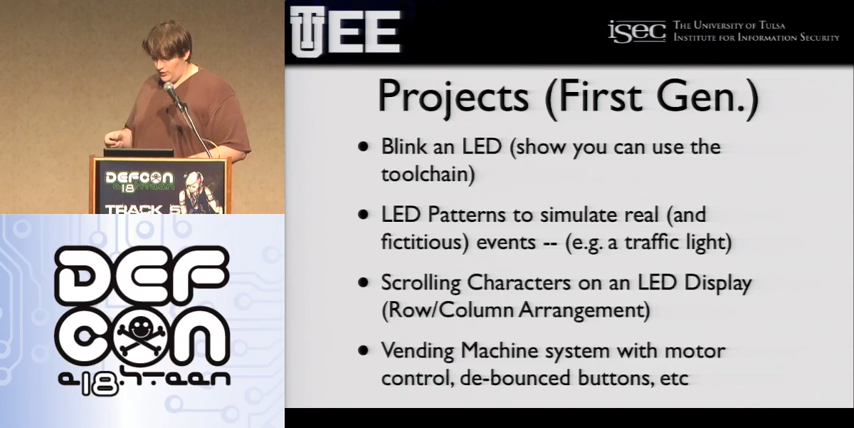 DEFCON
18
TRACK 5
DEF
CON
e18hteen
UTEE
isec
THE UNIVERSITY OF TULSA
INSTITUTE FOR INFORMATION SECURITY
Projects (First Gen.)
• Blink an LED (show you can use the
toolchain)
• LED Patterns to simulate real (and
fictitious) events -- (e.g. a traffic light)
• Scrolling Characters on an LED Display
(Row/Column Arrangement)
• Vending Machine system with motor
control, de-bounced buttons, etc